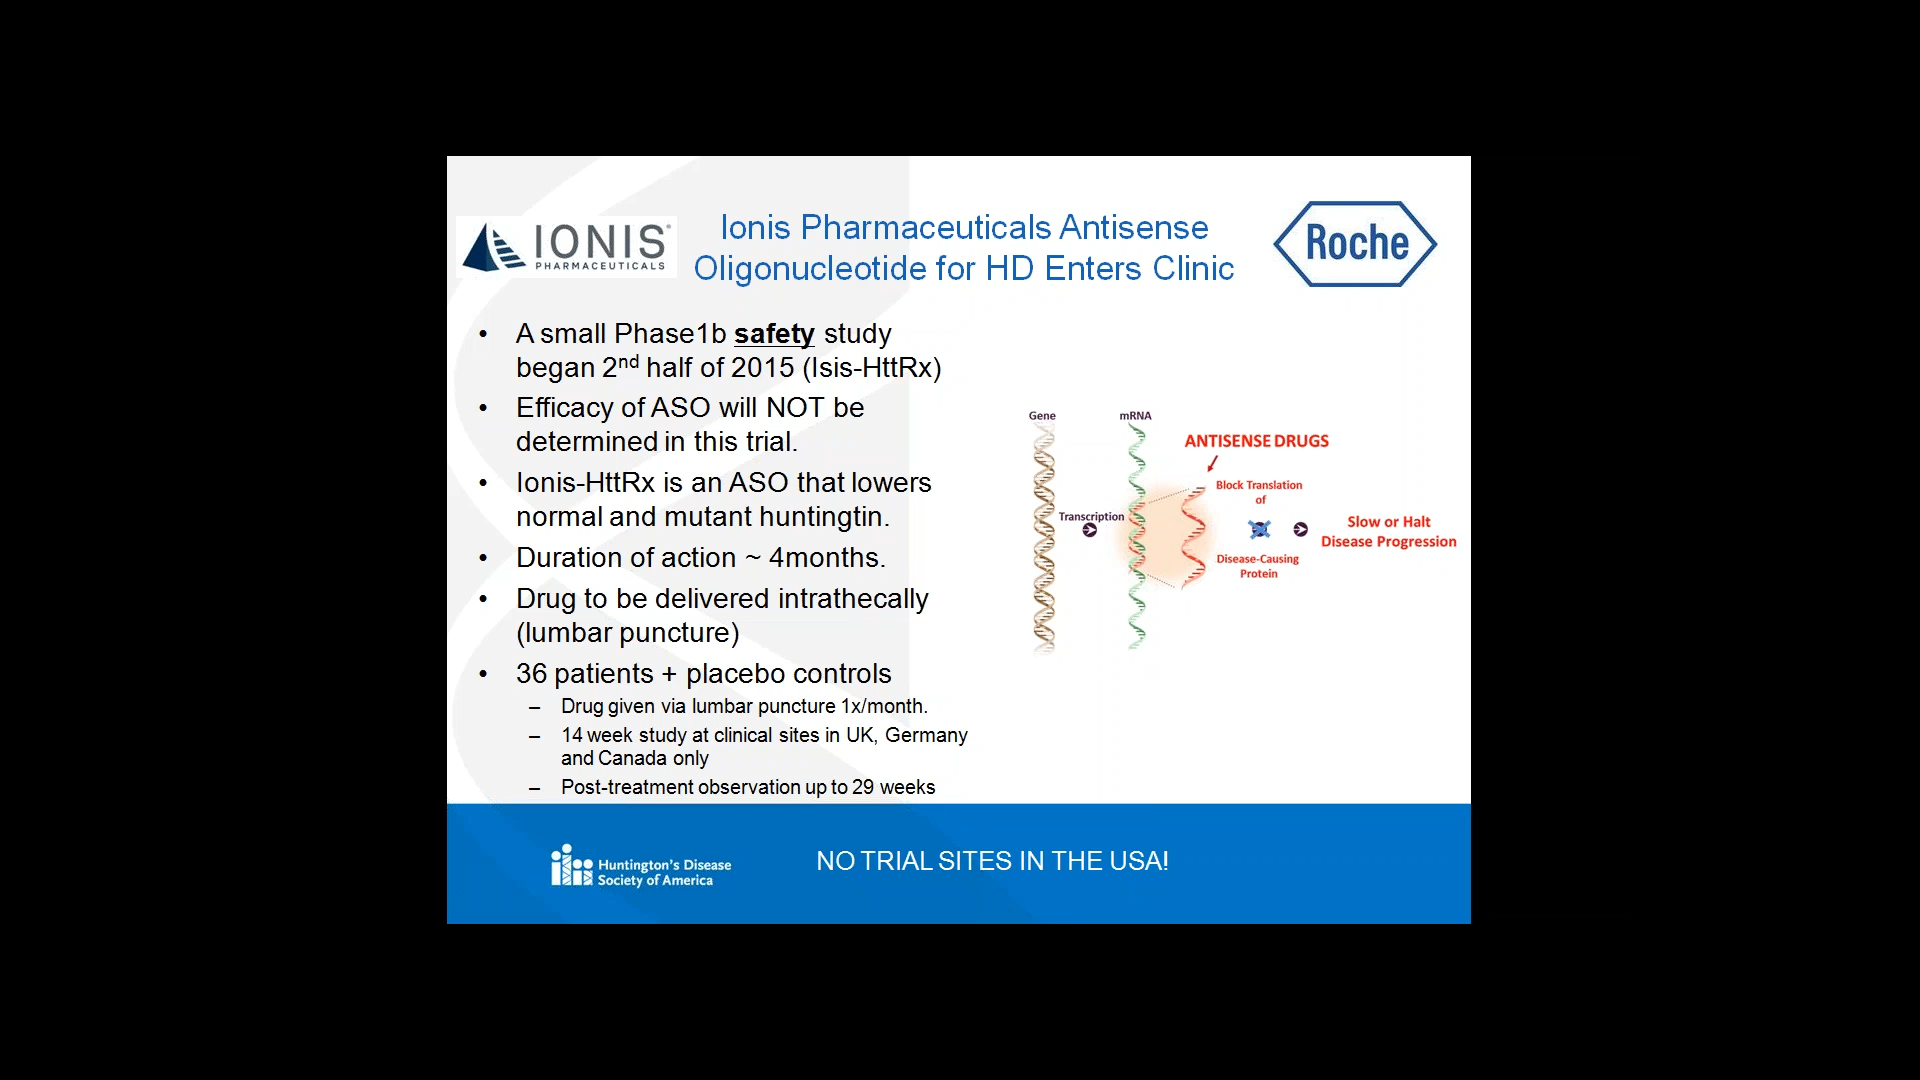 IONIS
PHARMACEUTICALS
Ionis Pharmaceuticals Antisense
Oligonucleotide for HD Enters Clinic
Roche
• A small Phase1b safety study
began 2nd half of 2015 (Isis-HttRx)
• Efficacy of ASO will NOT be
determined in this trial.
• Ionis-HttRx is an ASO that lowers
normal and mutant huntingtin.
• Duration of action ~ 4months.
• Drug to be delivered intrathecally
(lumbar puncture)
• 36 patients + placebo controls
– Drug given via lumbar puncture 1x/month.
– 14 week study at clinical sites in UK, Germany
and Canada only
– Post-treatment observation up to 29 weeks
Gene
mRNA
ANTISENSE DRUGS
Block Translation
of
Transcription
Slow or Halt
Disease Progression
Disease-Causing
Protein
Huntington's Disease
Society of America
NO TRIAL SITES IN THE USA!